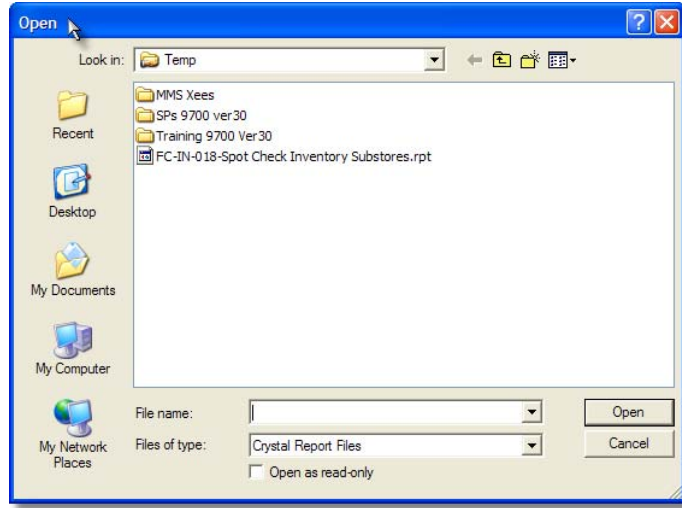 Open
Look in: Temp
MMS Xees
SPs 9700 ver30
Training 9700 Ver30
FC-IN-018-Spot Check Inventory Substores.rpt
Recent
Desktop
My Documents
My Computer
My Network
Places
File name:
Open
Files of type: Crystal Report Files
Cancel
Open as read-only